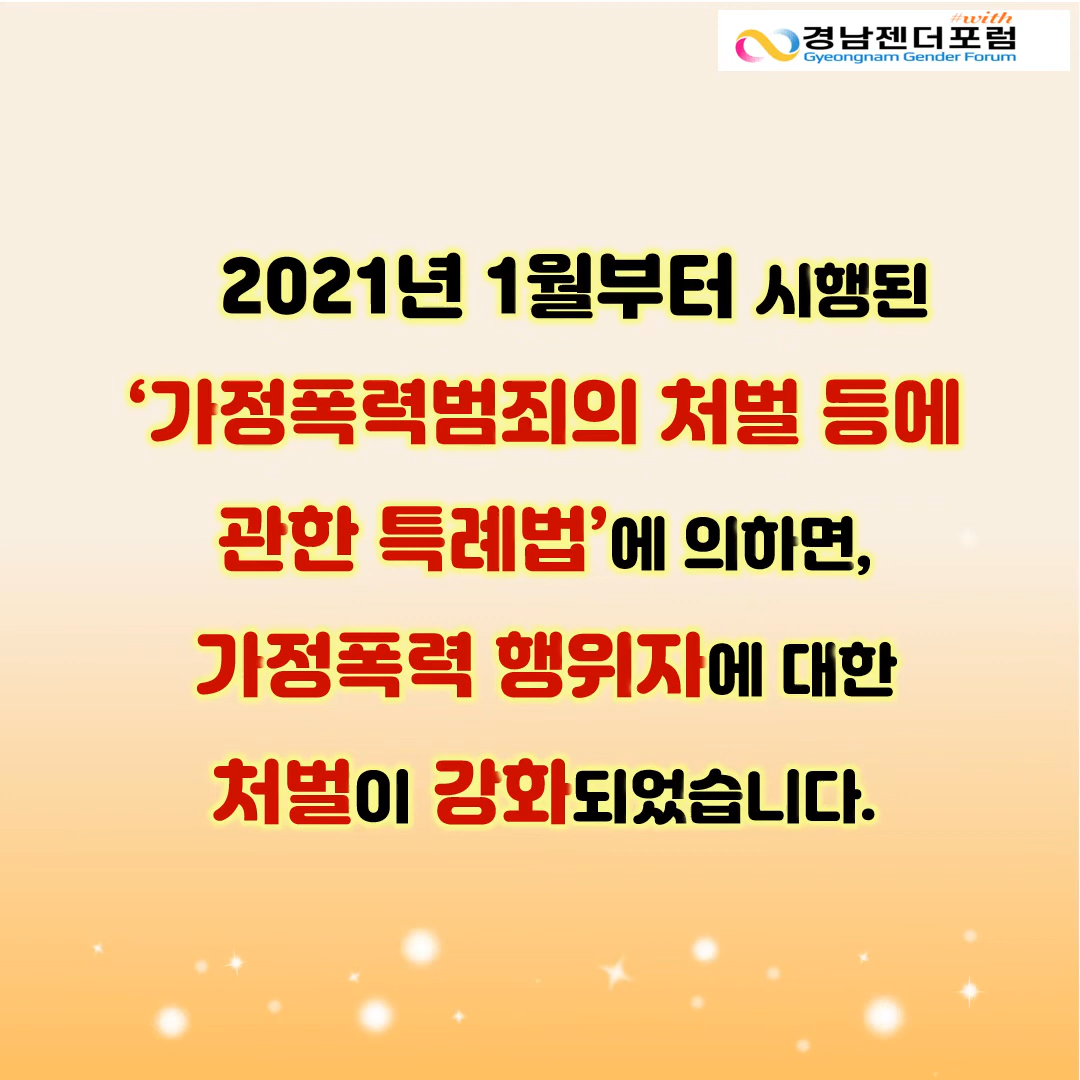 #with
경남젠더포럼
Gyeongnam Gender Forum
2021년 1월부터 시행된
‘가정폭력범죄의 처벌 등에
관한 특례법’에 의하면,
가정폭력 행위자에 대한
처벌이 강화되었습니다.